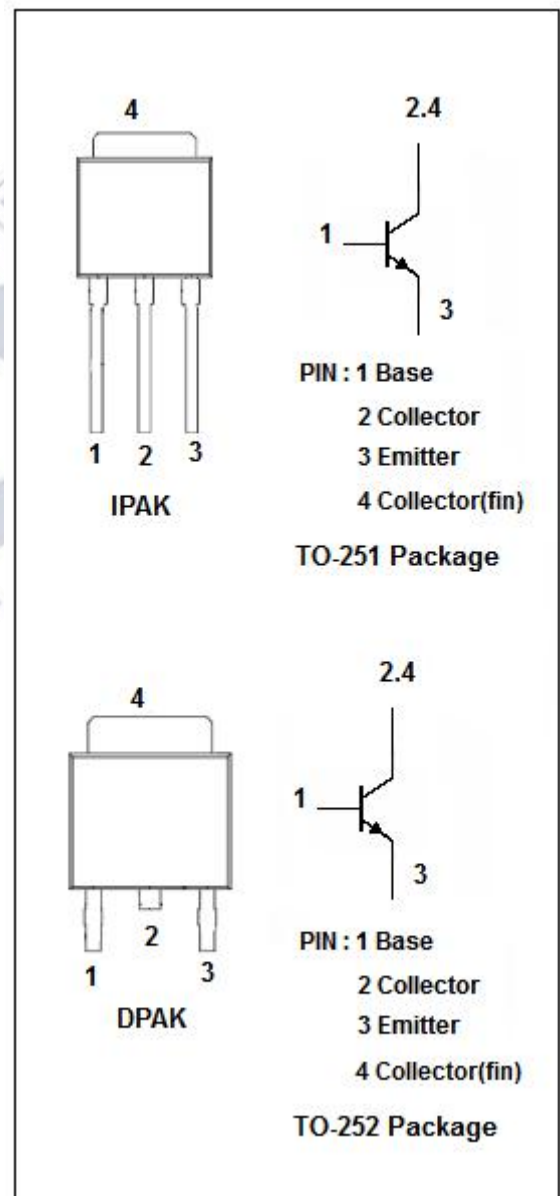 4
2.4
1
3
PIN : 1 Base
2 Collector
3 Emitter
4 Collector(fin)
1 2 3
IPAK
TO-251 Package
4
2.4
1
3
2
1 3
DPAK
PIN : 1 Base
2 Collector
3 Emitter
4 Collector(fin)
TO-252 Package